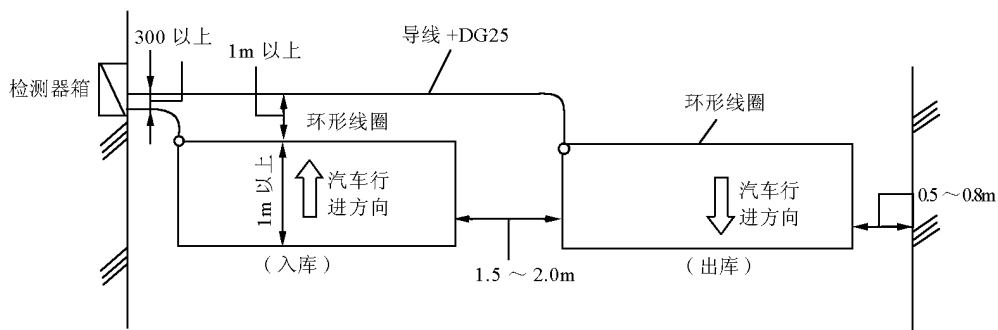 300 以上
1m 以上
导线 +DG25
检测器箱
环形线圈
环形线圈
1m 以上
汽车行
进方向
汽车行
进方向
0.5～0.8m
（入库）
1.5 ～ 2.0m
（出库）